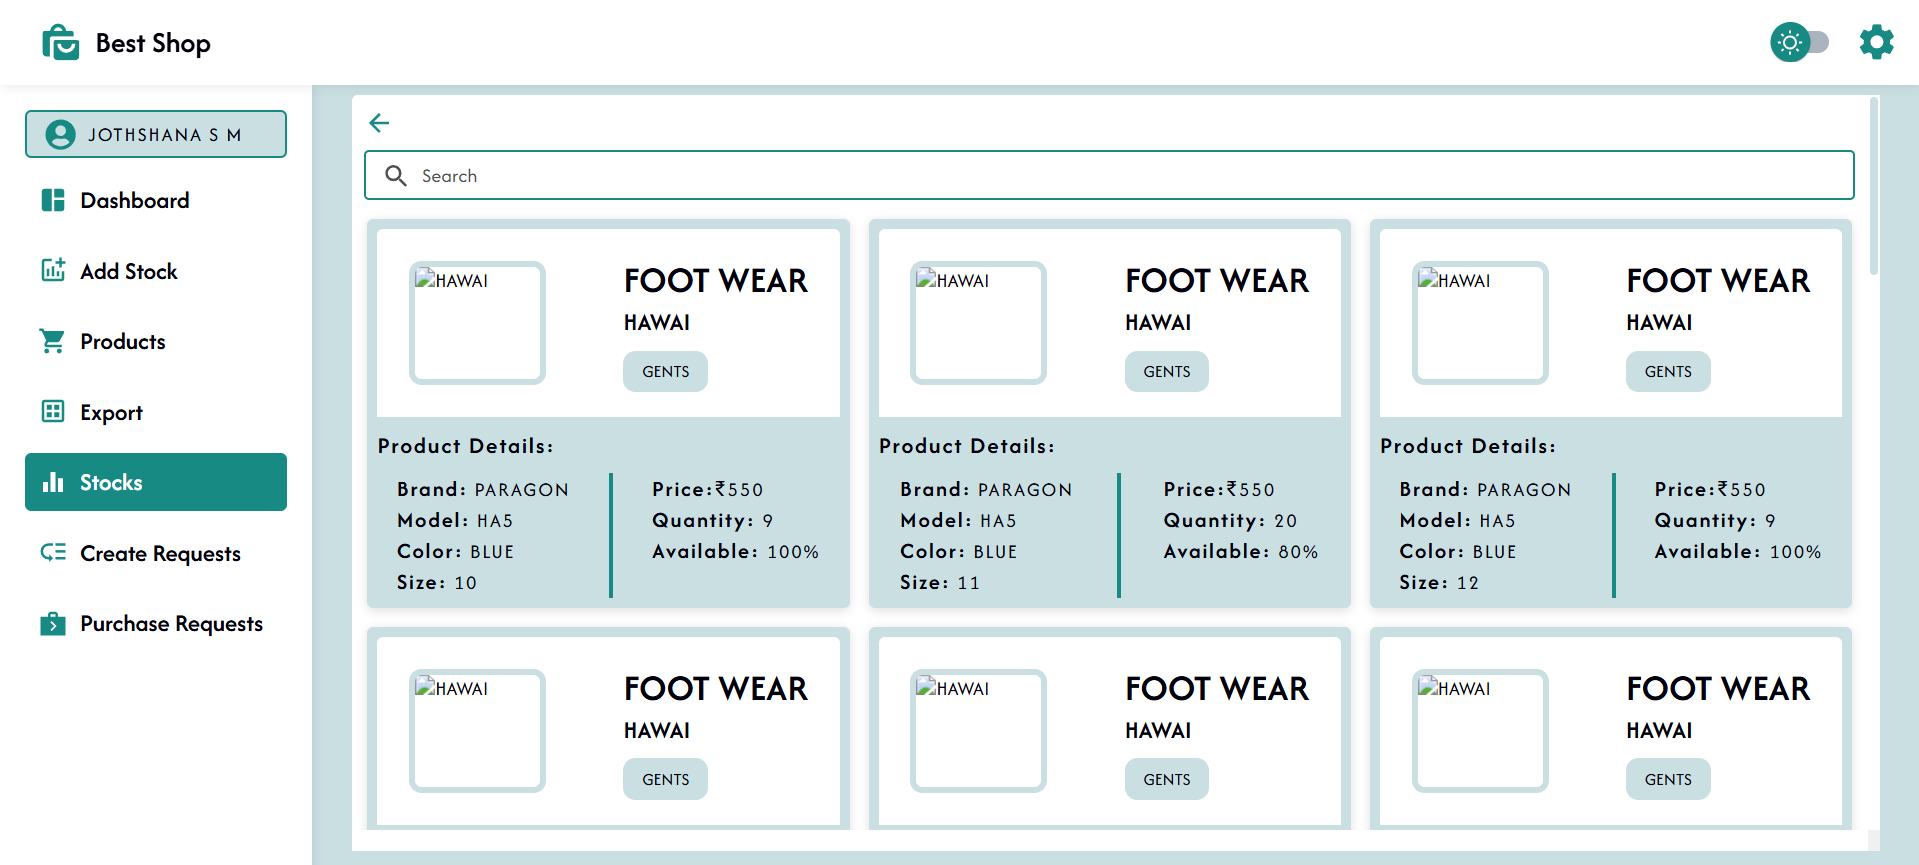 Best Shop
JOTHSHANA S M
Dashboard
Add Stock
Products
Export
Stocks
Create Requests
Purchase Requests
Search
HAWAI
FOOT WEAR
HAWAI
GENTS
Product Details:
Brand: PARAGON
Model: HA5
Color: BLUE
Size: 10
Price:₹550
Quantity: 9
Available: 100%
HAWAI
FOOT WEAR
HAWAI
GENTS
Product Details:
Brand: PARAGON
Model: HA5
Color: BLUE
Size: 11
Price:₹550
Quantity: 20
Available: 80%
HAWAI
FOOT WEAR
HAWAI
GENTS
Product Details:
Brand: PARAGON
Model: HA5
Color: BLUE
Size: 12
Price:₹550
Quantity: 9
Available: 100%
HAWAI
FOOT WEAR
HAWAI
GENTS
HAWAI
FOOT WEAR
HAWAI
GENTS
HAWAI
FOOT WEAR
HAWAI
GENTS